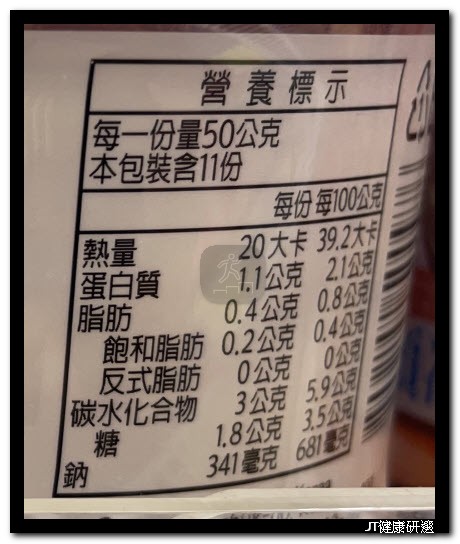 營養標示
每一份量50公克
本包裝含11份
每份 每100公克
熱量 20大卡 39.2大卡
蛋白質 1.1公克 2.1公克
脂肪 0.4公克 0.8公克
飽和脂肪 0.2公克 0.4公克
反式脂肪 0公克 0公克
碳水化合物 3公克 5.9公克
糖 1.8公克 3.5公克
鈉 341毫克 681毫克
JT健康研邂